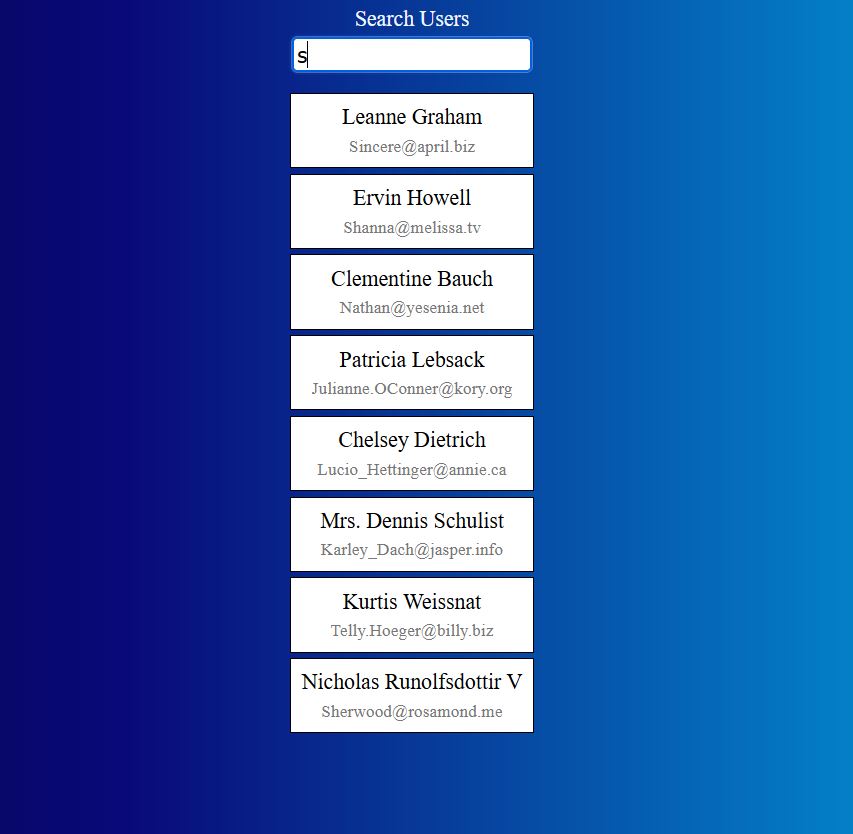 Search Users
s
Leanne Graham
Sincere@april.biz
Ervin Howell
Shanna@melissa.tv
Clementine Bauch
Nathan@yesenia.net
Patricia Lebsack
Julianne.OConner@kory.org
Chelsey Dietrich
Lucio_Hettinger@annie.ca
Mrs. Dennis Schulist
Karley_Dach@jasper.info
Kurtis Weissnat
Telly.Hoeger@billy.biz
Nicholas Runolfsdottir V
Sherwood@rosamond.me